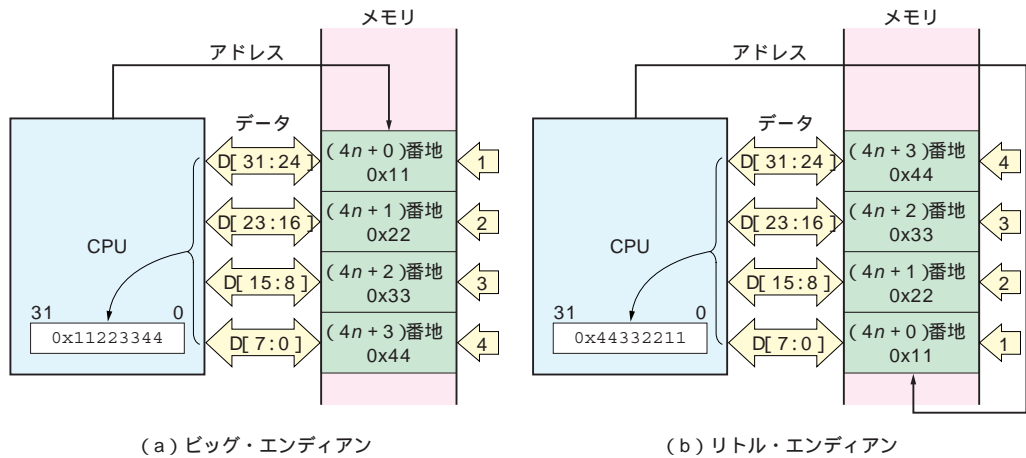 メモリ
アドレス
データ
D[31:24]
(4n+0)番地
0x11
1
D[23:16]
(4n+1)番地
0x22
2
CPU
D[15:8]
(4n+2)番地
0x33
3
31 0
0x11223344
D[7:0]
(4n+3)番地
0x44
4
(a)ビッグ・エンディアン
メモリ
アドレス
データ
D[31:24]
(4n+3)番地
0x44
4
D[23:16]
(4n+2)番地
0x33
3
CPU
D[15:8]
(4n+1)番地
0x22
2
31 0
0x44332211
D[7:0]
(4n+0)番地
0x11
1
(b)リトル・エンディアン